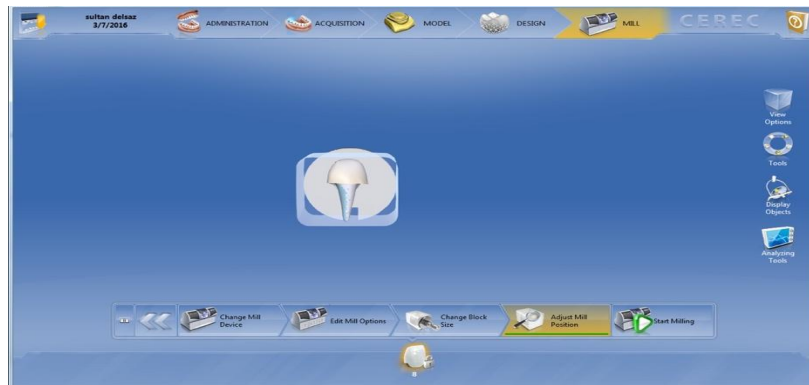 sultan delsaz
3/7/2016
ADMINISTRATION
ACQUISITION
MODEL
DESIGN
MILL
CEREC
View
Options
Tools
Display
Objects
Analyzing
Tools
Change Mill
Device
Edit Mill Options
Change Block
Size
Adjust Mill
Position
Start Milling
8